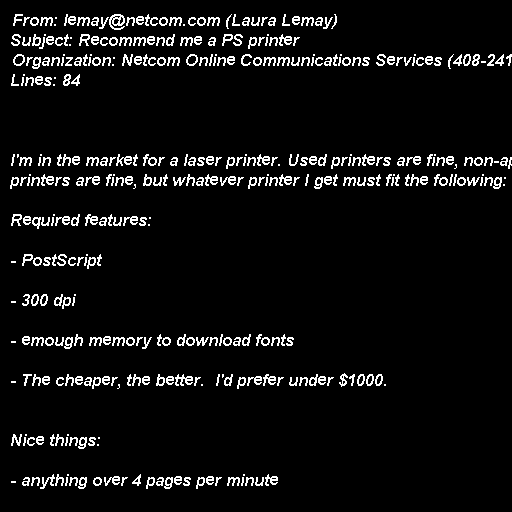 From: lemay@netcom.com (Laura Lemay)
Subject: Recommend me a PS printer
Organization: Netcom Online Communications Services (408-241
Lines: 84
I'm in the market for a laser printer. Used printers are fine, non-ap
printers are fine, but whatever printer I get must fit the following:
Required features:
- PostScript
- 300 dpi
- emough memory to download fonts
- The cheaper, the better.  I'd prefer under $1000.
Nice things:
- anything over 4 pages per minute